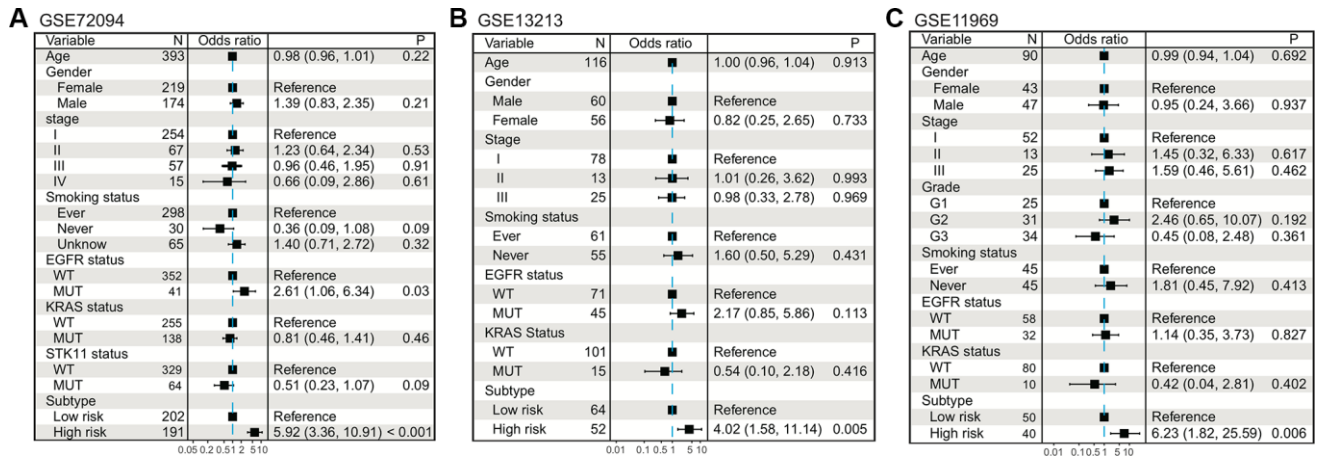 A GSE72094
Variable N Odds ratio P
Age 393 0.98 (0.96, 1.01) 0.22
Gender
Female 219 Reference
Male 174 1.39 (0.83, 2.35) 0.21
stage
I 254 Reference
II 67 1.23 (0.64, 2.34) 0.53
III 57 0.96 (0.46, 1.95) 0.91
IV 15 0.66 (0.09, 2.86) 0.61
Smoking status
Ever 298 Reference
Never 30 0.36 (0.09, 1.08) 0.09
Unknow 65 1.40 (0.71, 2.72) 0.32
EGFR status
WT 352 Reference
MUT 41 2.61 (1.06, 6.34) 0.03
KRAS status
WT 255 Reference
MUT 138 0.81 (0.46, 1.41) 0.46
STK11 status
WT 329 Reference
MUT 64 0.51 (0.23, 1.07) 0.09
Subtype
Low risk 202 Reference
High risk 191 5.92 (3.36, 10.91) < 0.001
0.05 0.2 0.5 1 2 5 10
B GSE13213
Variable N Odds ratio P
Age 116 1.00 (0.96, 1.04) 0.913
Gender
Male 60 Reference
Female 56 0.82 (0.25, 2.65) 0.733
Stage
I 78 Reference
II 13 1.01 (0.26, 3.62) 0.993
III 25 0.98 (0.33, 2.78) 0.969
Smoking status
Ever 61 Reference
Never 55 1.60 (0.50, 5.29) 0.431
EGFR status
WT 71 Reference
MUT 45 2.17 (0.85, 5.86) 0.113
KRAS Status
WT 101 Reference
MUT 15 0.54 (0.10, 2.18) 0.416
Subtype
Low risk 64 Reference
High risk 52 4.02 (1.58, 11.14) 0.005
0.01 0.1 0.5 1 5 10
C GSE11969
Variable N Odds ratio P
Age 90 0.99 (0.94, 1.04) 0.692
Gender
Female 43 Reference
Male 47 0.95 (0.24, 3.66) 0.937
Stage
I 52 Reference
II 13 1.45 (0.32, 6.33) 0.617
III 25 1.59 (0.46, 5.61) 0.462
Grade
G1 25 Reference
G2 31 2.46 (0.65, 10.07) 0.192
G3 34 0.45 (0.08, 2.48) 0.361
Smoking status
Ever 45 Reference
Never 45 1.81 (0.45, 7.92) 0.413
EGFR status
WT 58 Reference
MUT 32 1.14 (0.35, 3.73) 0.827
KRAS status
WT 80 Reference
MUT 10 0.42 (0.04, 2.81) 0.402
Subtype
Low risk 50 Reference
High risk 40 6.23 (1.82, 25.59) 0.006
0.01 0.1 0.5 1 5 10